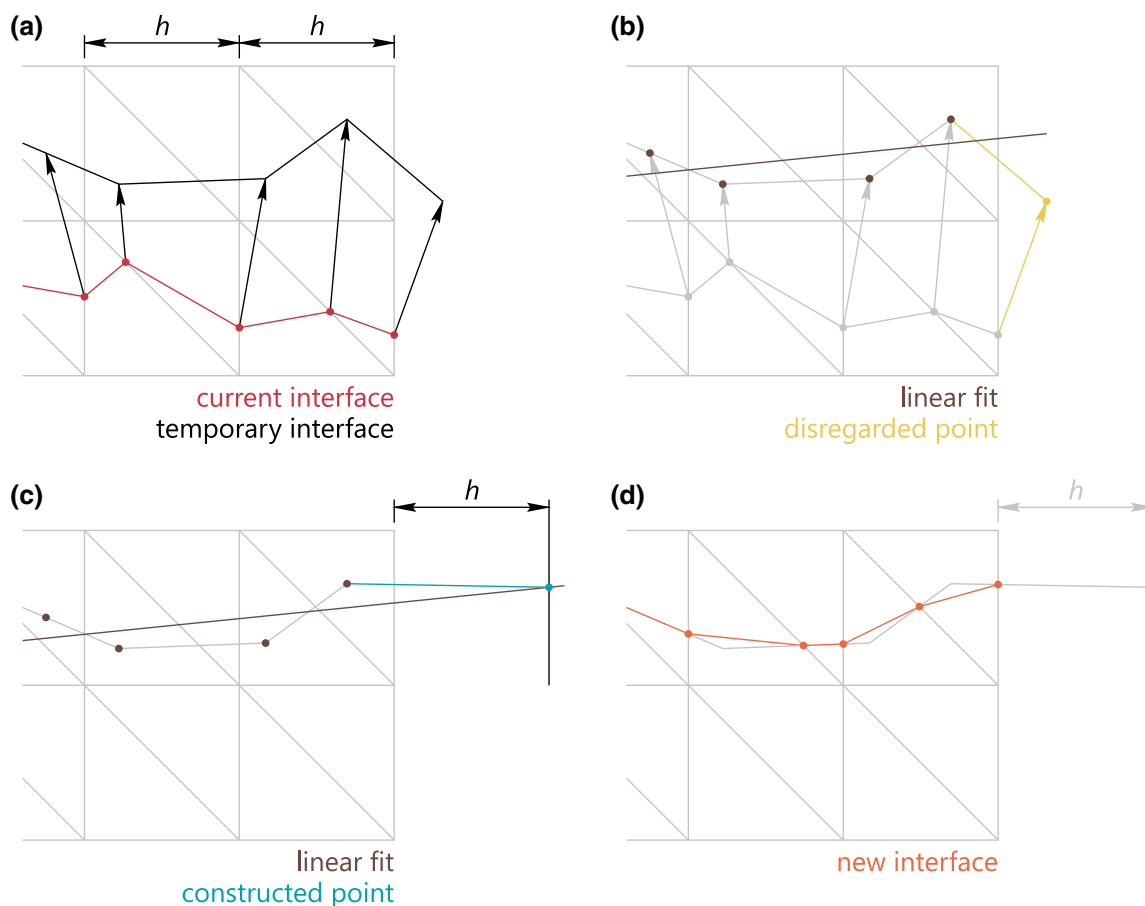 (a)
h
h
current interface
temporary interface
(b)
linear fit
disregarded point
(c)
h
linear fit
constructed point
(d)
h
new interface